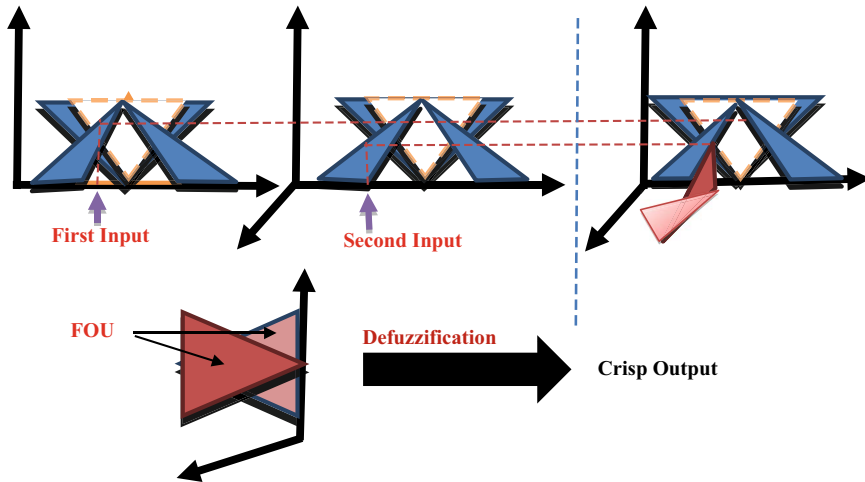 First Input
Second Input
FOU
Defuzzification
Crisp Output